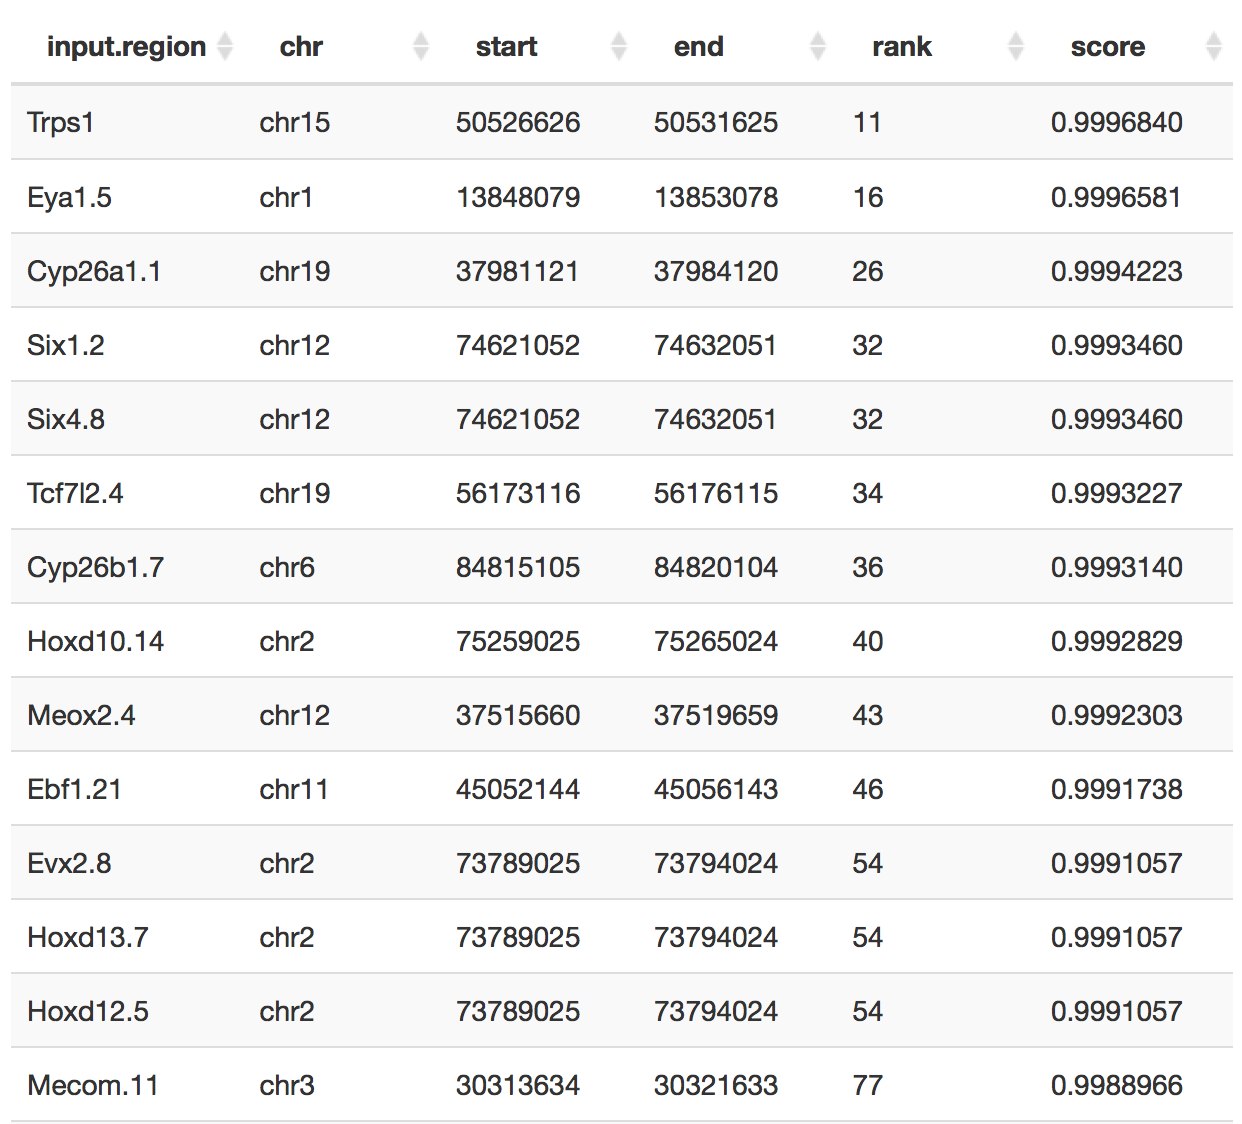 input.region chr start end rank score
Trps1 chr15 50526626 50531625 11 0.9996840
Eya1.5 chr1 13848079 13853078 16 0.9996581
Cyp26a1.1 chr19 37981121 37984120 26 0.9994223
Six1.2 chr12 74621052 74632051 32 0.9993460
Six4.8 chr12 74621052 74632051 32 0.9993460
Tcf7l2.4 chr19 56173116 56176115 34 0.9993227
Cyp26b1.7 chr6 84815105 84820104 36 0.9993140
Hoxd10.14 chr2 75259025 75265024 40 0.9992829
Meox2.4 chr12 37515660 37519659 43 0.9992303
Ebf1.21 chr11 45052144 45056143 46 0.9991738
Evx2.8 chr2 73789025 73794024 54 0.9991057
Hoxd13.7 chr2 73789025 73794024 54 0.9991057
Hoxd12.5 chr2 73789025 73794024 54 0.9991057
Mecom.11 chr3 30313634 30321633 77 0.9988966